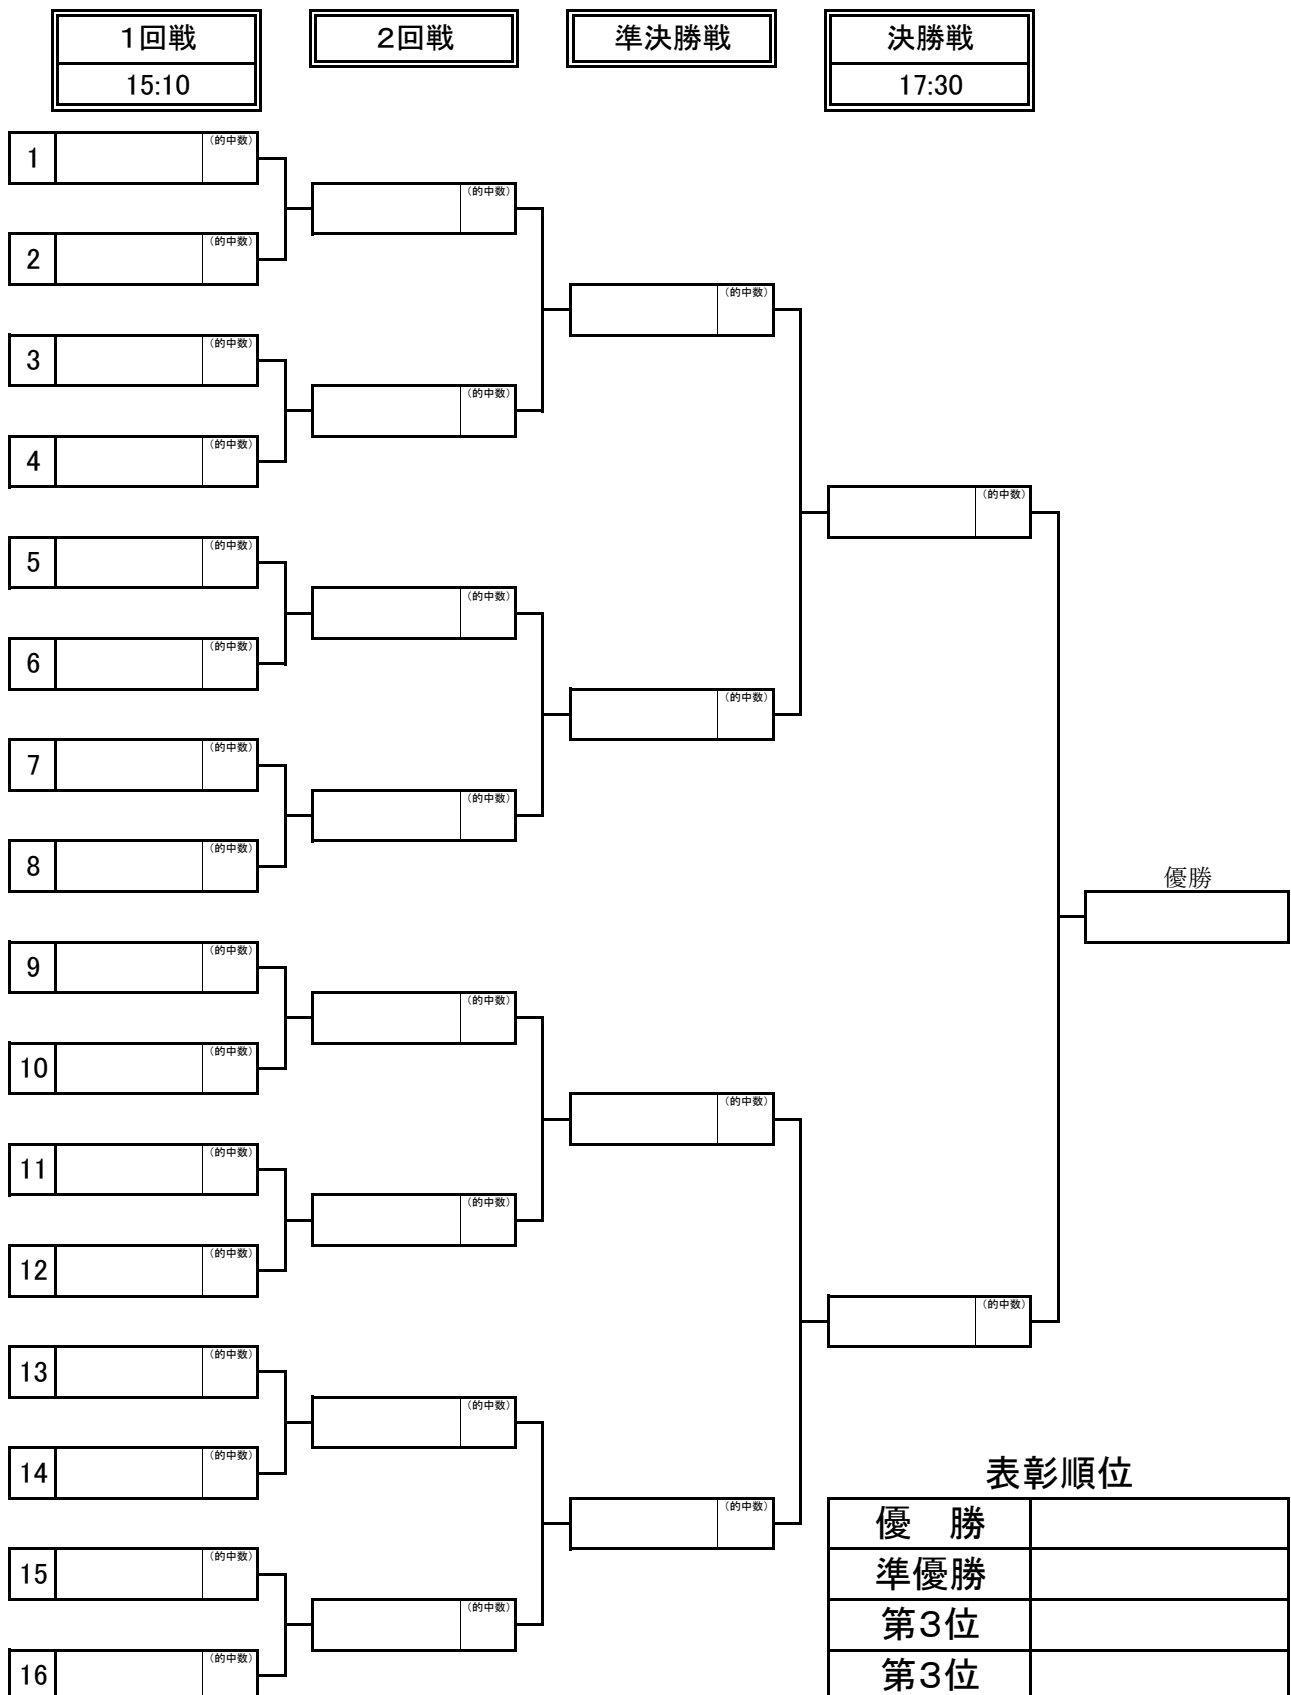 １回戦
15:10
２回戦
準決勝戦
決勝戦
17:30
1
(的中数)
(的中数)
2
(的中数)
(的中数)
3
(的中数)
(的中数)
4
(的中数)
(的中数)
5
(的中数)
(的中数)
6
(的中数)
(的中数)
7
(的中数)
(的中数)
8
(的中数)
優勝
9
(的中数)
(的中数)
10
(的中数)
(的中数)
11
(的中数)
(的中数)
12
(的中数)
(的中数)
13
(的中数)
(的中数)
14
(的中数)
(的中数)
15
(的中数)
(的中数)
16
(的中数)
表彰順位
優　勝
準優勝
第３位
第３位